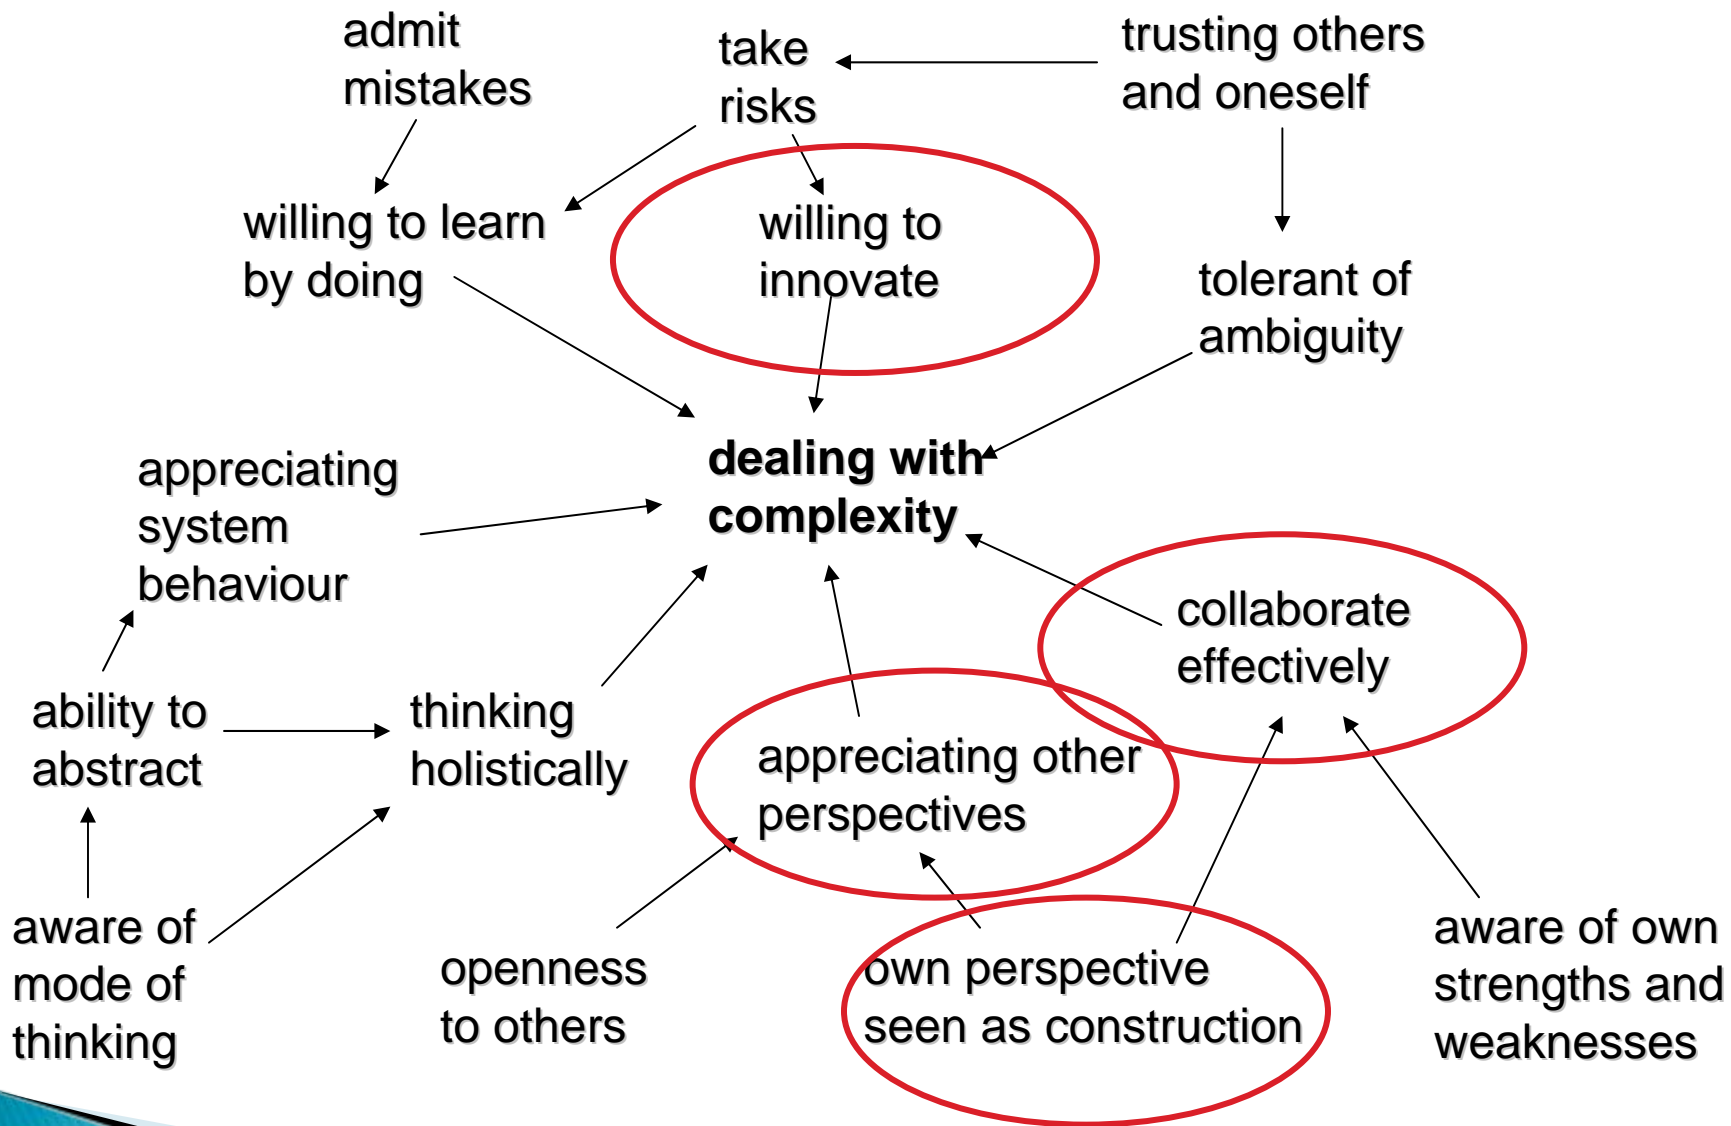 admit
mistakes
take
risks
trusting others
and oneself
willing to learn
by doing
willing to
innovate
tolerant of
ambiguity
dealing with
complexity
appreciating
system
behaviour
collaborate
effectively
ability to
abstract
thinking
holistically
appreciating other
perspectives
aware of
mode of
thinking
openness
to others
own perspective
seen as construction
aware of own
strengths and
weaknesses